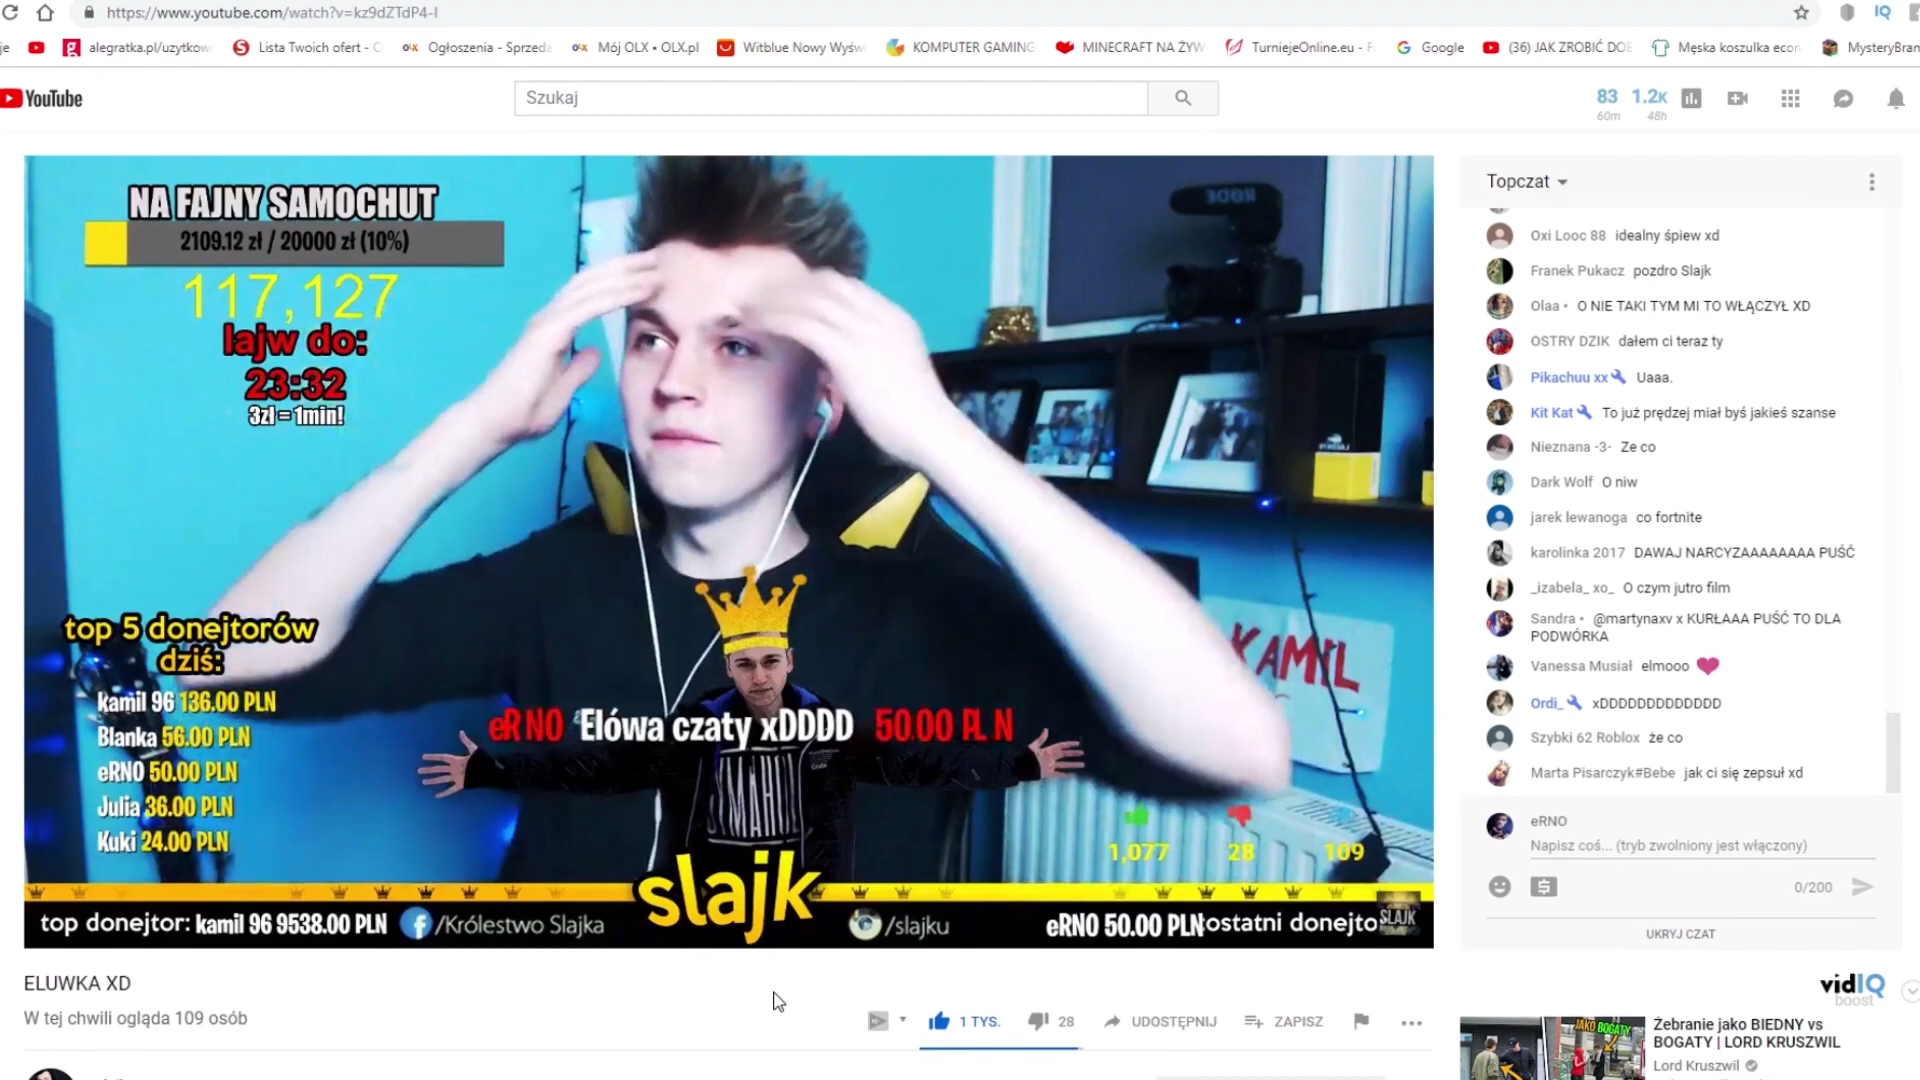 https://www.youtube.com/watch?v=kz9dZTdP4-I
IQ
alegratka.pl/uzytkow
Lista Twoich ofert - O
Ogłoszenia - Sprzeda
Mój OLX • OLX.pl
Witblue Nowy Wyśw
KOMPUTER GAMING
MINECRAFT NA ŻYW
TurniejeOnline.eu - F
Google
(36) JAK ZROBIĆ DOB
Męska koszulka econ
MysteryBran
YouTube
Szukaj
83 1.2K
60m 48h
NA FAJNY SAMOCHUT
2109.12 zł / 20000 zł (10%)
117,127
lajw do:
23:32
3zł = 1min!
RODE
KAMIL
top 5 donejtorów
dziś:
kamil 96 136.00 PLN
Blanka 56.00 PLN
eRNO 50.00 PLN
Julia 36.00 PLN
Kuki 24.00 PLN
eRNO Elówa czaty xDDDD 50.00 PLN
1,077 28 109
slajk
top donejtor: kamil 96 9538.00 PLN
/Królestwo Slajka
/slajku
eRNO 50.00 PLN
ostatni donejto
SLAJK
Topczat
Oxi Looc 88 idealny śpiew xd
Franek Pukacz pozdro Slajk
Olaa • O NIE TAKI TYM MI TO WŁĄCZYŁ XD
OSTRY DZIK dałem ci teraz ty
Pikachuu xx Uaaa.
Kit Kat To już prędzej miał byś jakieś szanse
Nieznana -3- Ze co
Dark Wolf O niw
jarek lewanoga co fortnite
karolinka 2017 DAWAJ NARCYZAAAAAAAA PUŚĆ
_izabela_ xo_ O czym jutro film
Sandra • @martynaxv x KURŁAAA PUŚĆ TO DLA
PODWÓRKA
Vanessa Musiał elmooo
Ordi_ xDDDDDDDDDDDDD
Szybki 62 Roblox że co
Marta Pisarczyk#Bebe jak ci się zepsuł xd
eRNO
Napisz coś... (tryb zwolniony jest włączony)
0/200
UKRYJ CZAT
ELUWKA XD
W tej chwili ogląda 109 osób
1 TYS. 28 UDOSTĘPNIJ ZAPISZ
vidIQ
boost
JAKO BOGATY
Żebranie jako BIEDNY vs
BOGATY | LORD KRUSZWIL
Lord Kruszwil